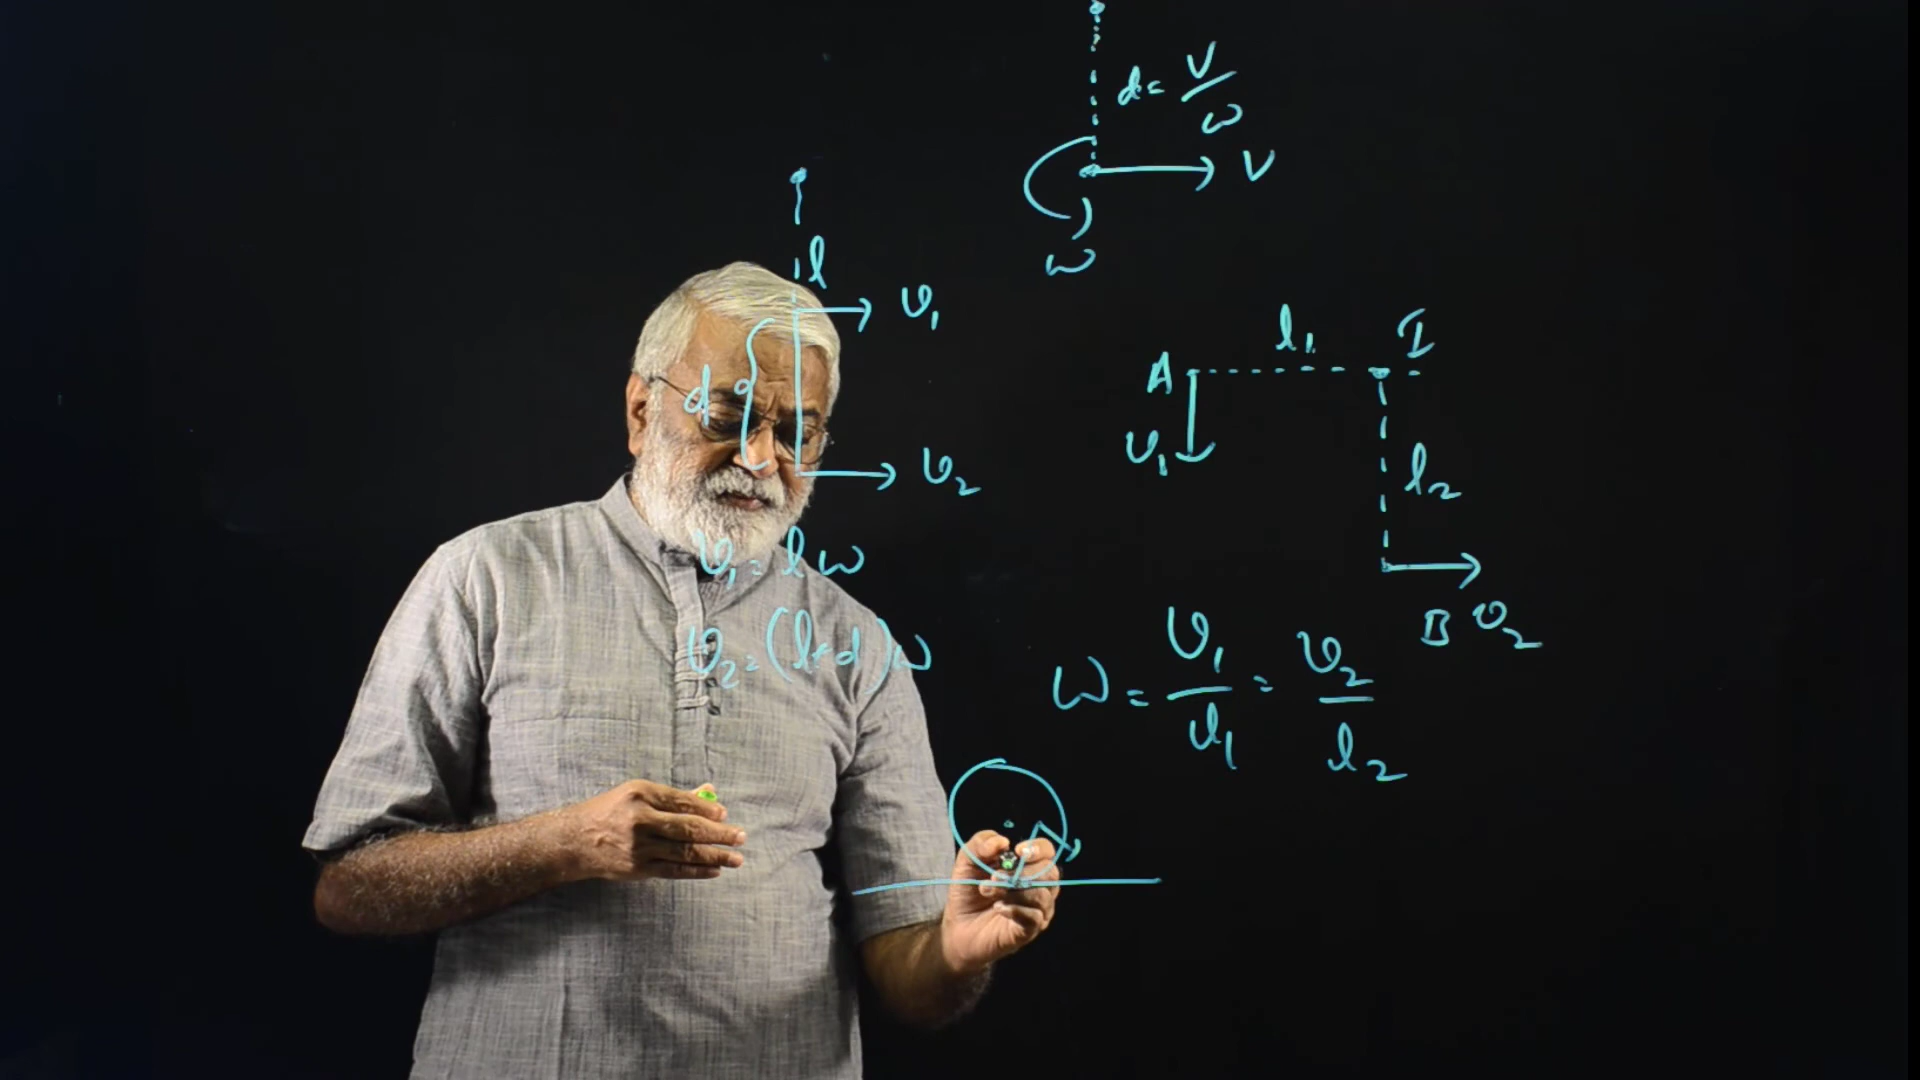 d = V/ω
V
ω
l
v₁
d
v₂
v₁ = lω
v₂ = (l+d)ω
A l₁ I
v₁
l₂
B v₂
ω = v₁/l₁ = v₂/l₂